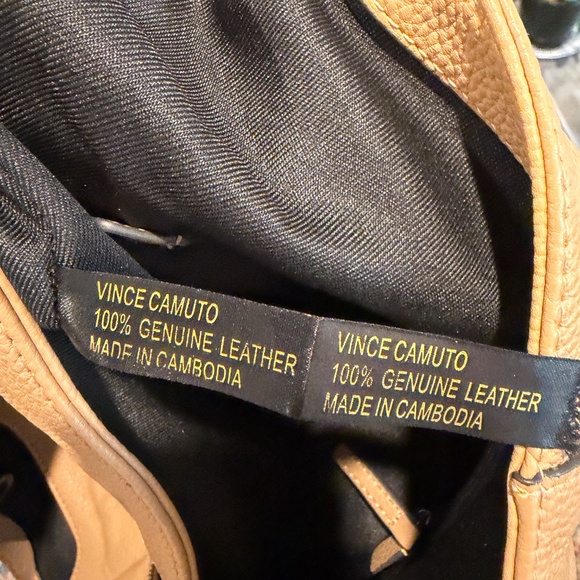 VINCE CAMUTO
100% GENUINE LEATHER
MADE IN CAMBODIA
VINCE CAMUTO
100% GENUINE LEATHER
MADE IN CAMBODIA